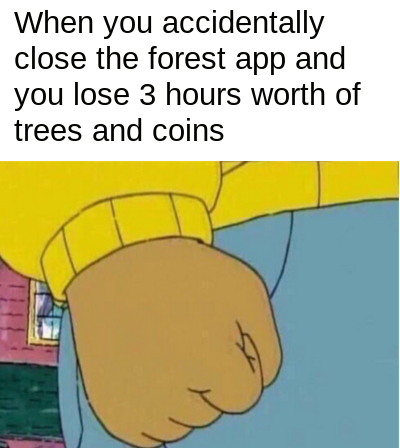 When you accidentally
close the forest app and
you lose 3 hours worth of
trees and coins